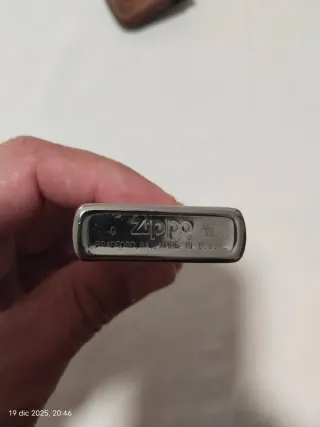 G Zippo
BRADFORD, PA. MADE IN U.S.A.
19 dic 2025, 20:46